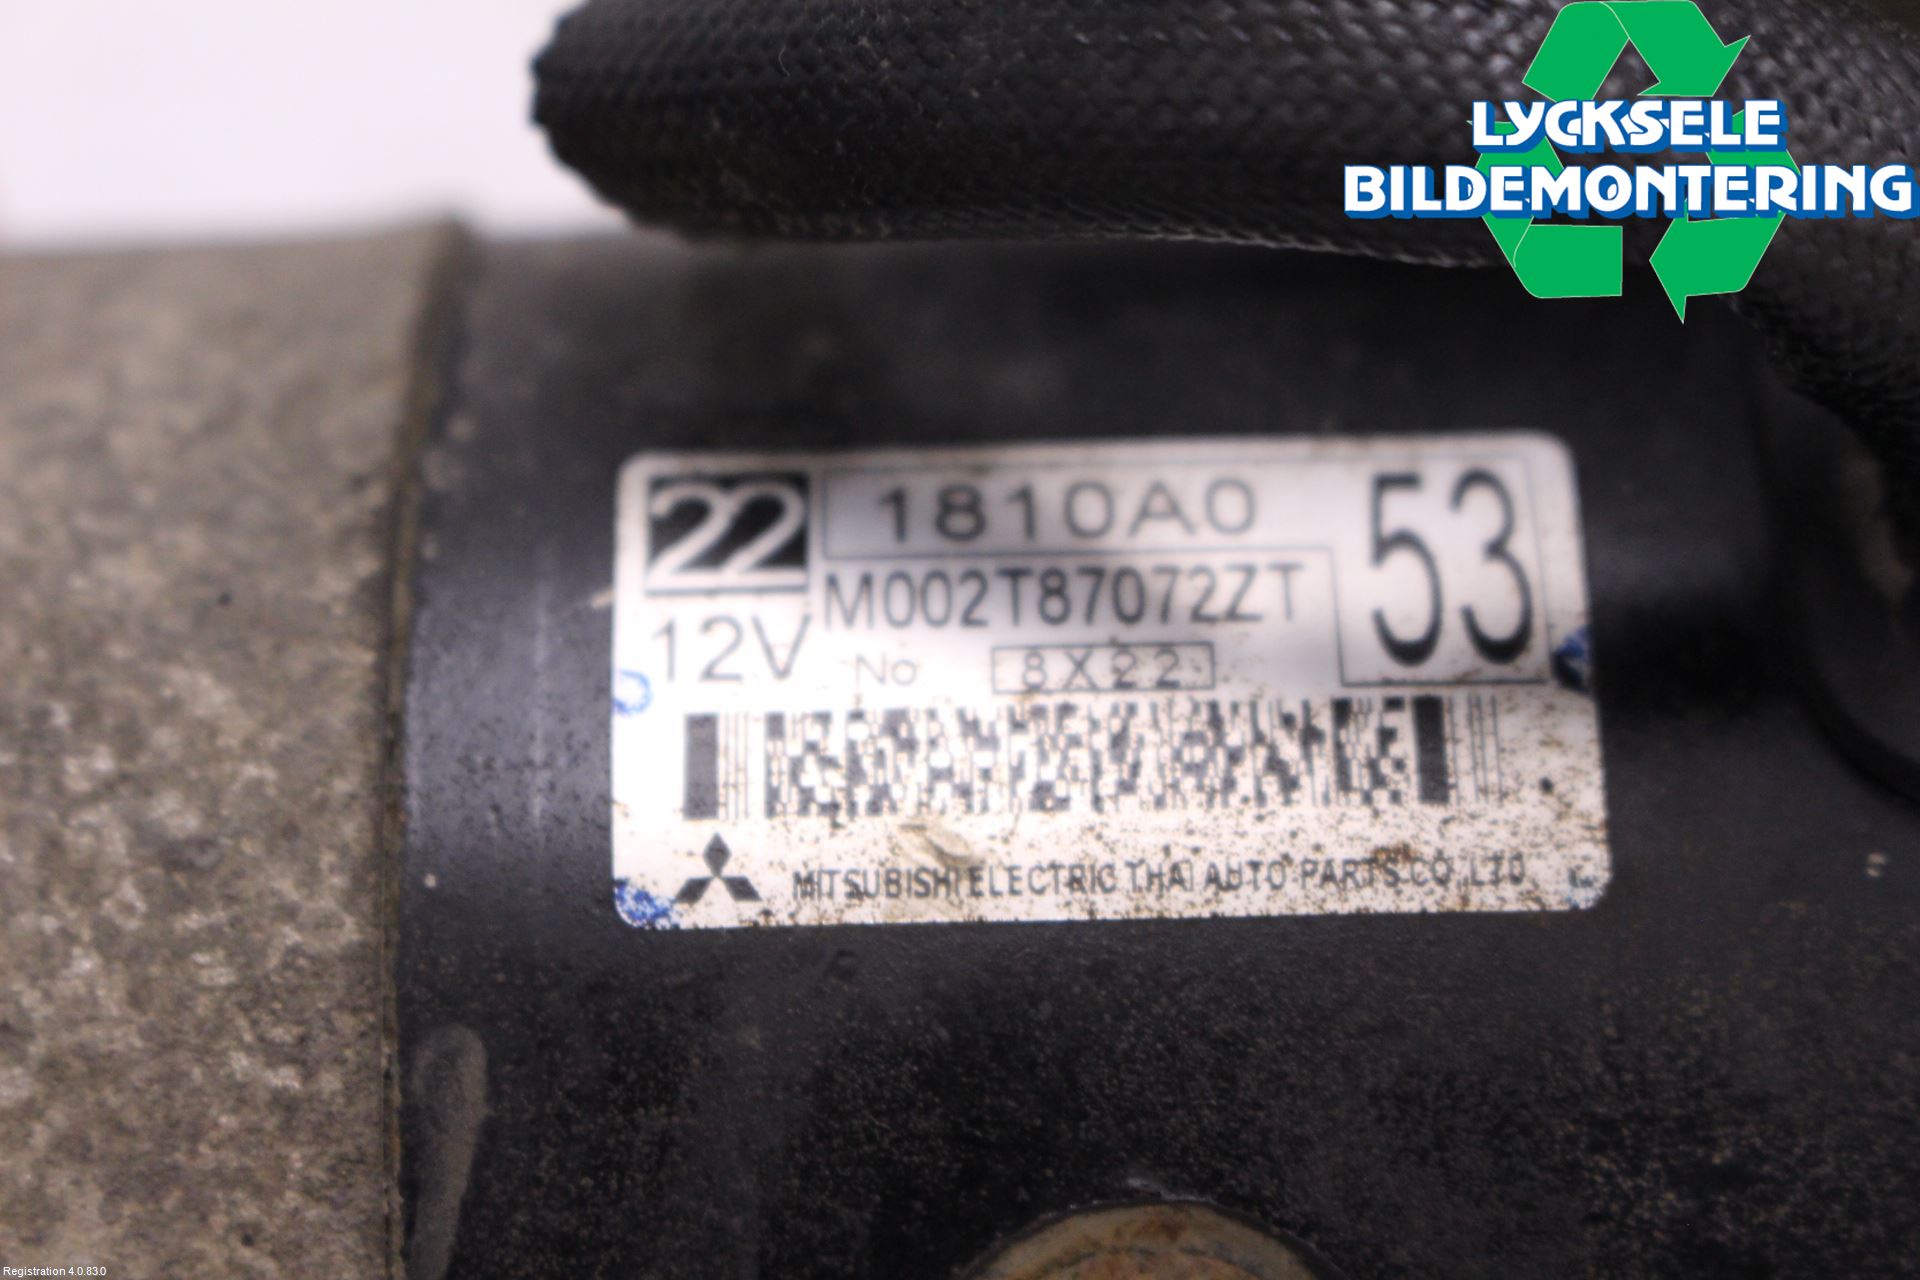 LYCKSELE
BILDEMONTERING
22 1810A0 53
M002T87072ZT
12V No 8X22
MITSUBISHI ELECTRIC THAI AUTO-PARTS CO.,LTD
Registration 4.0.83.0